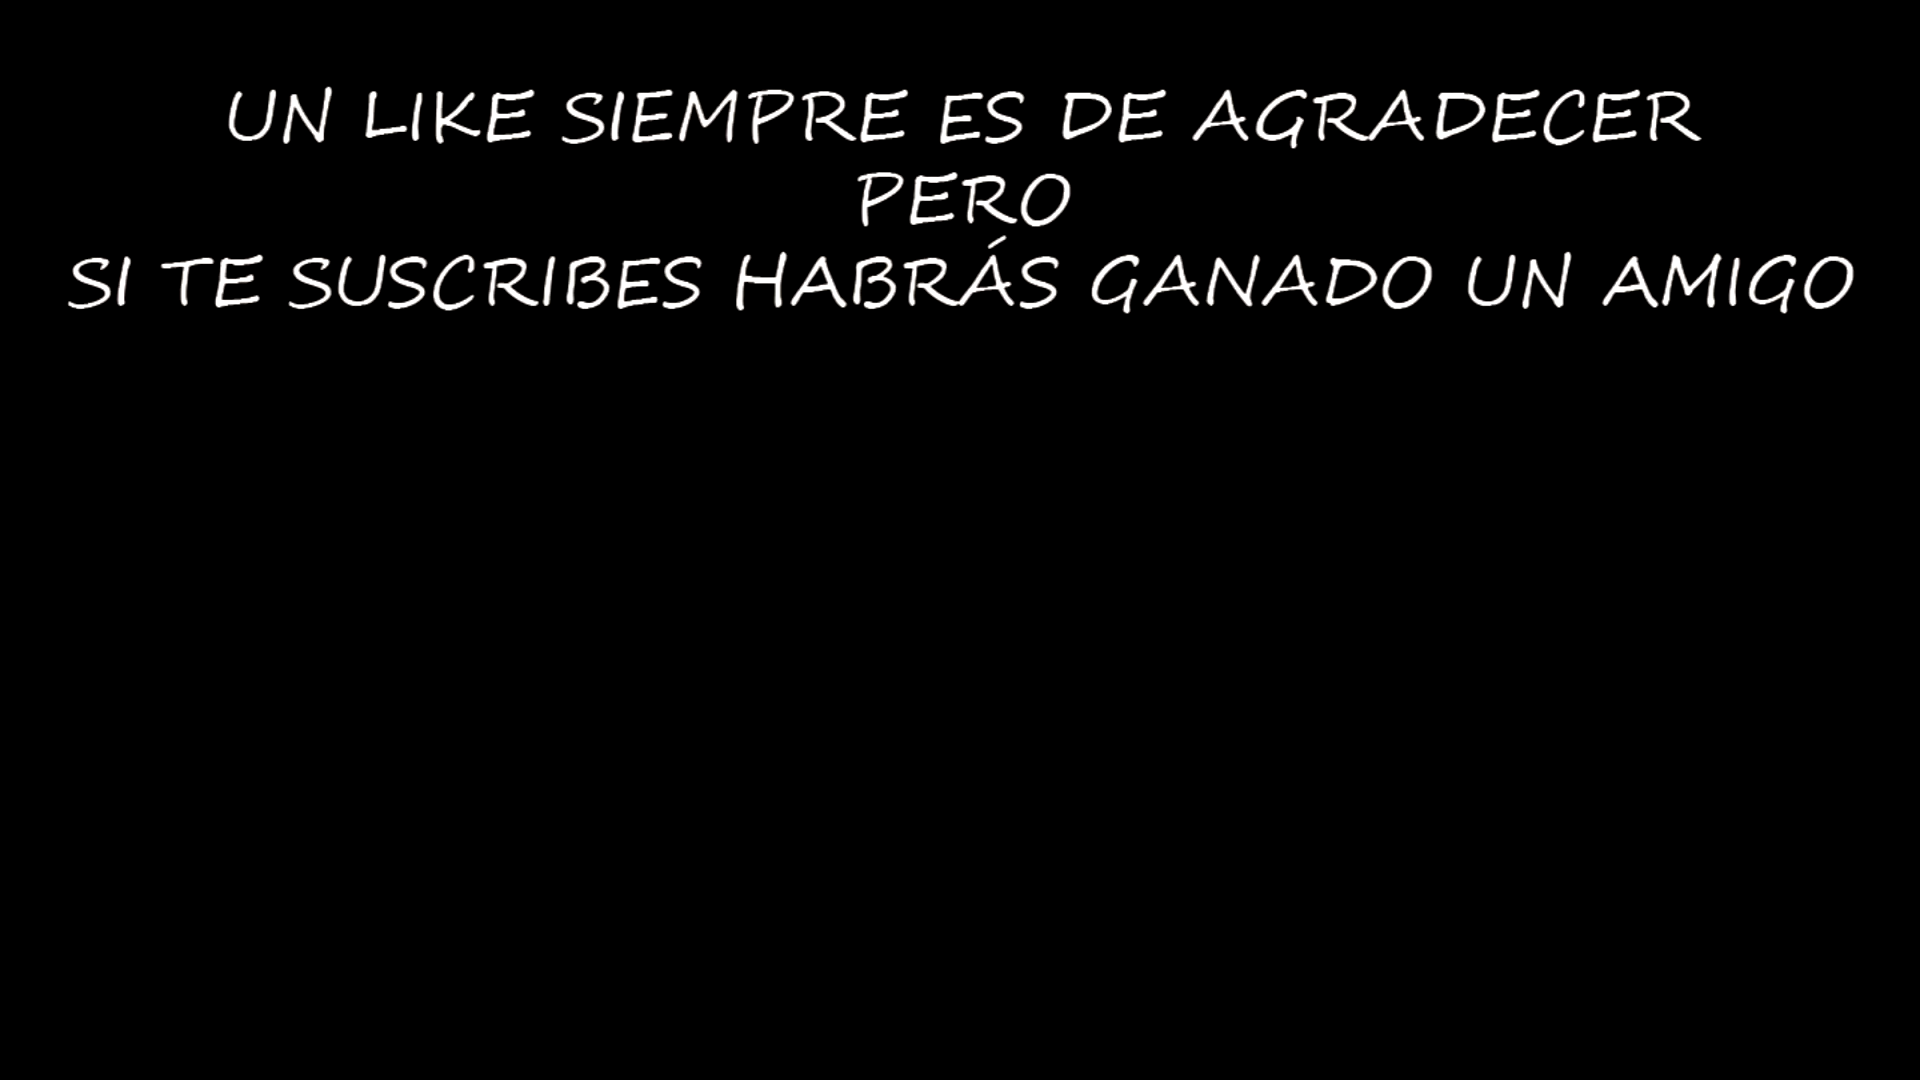 UN LIKE SIEMPRE ES DE AGRADECER
PERO
SI TE SUSCRIBES HABRÁS GANADO UN AMIGO